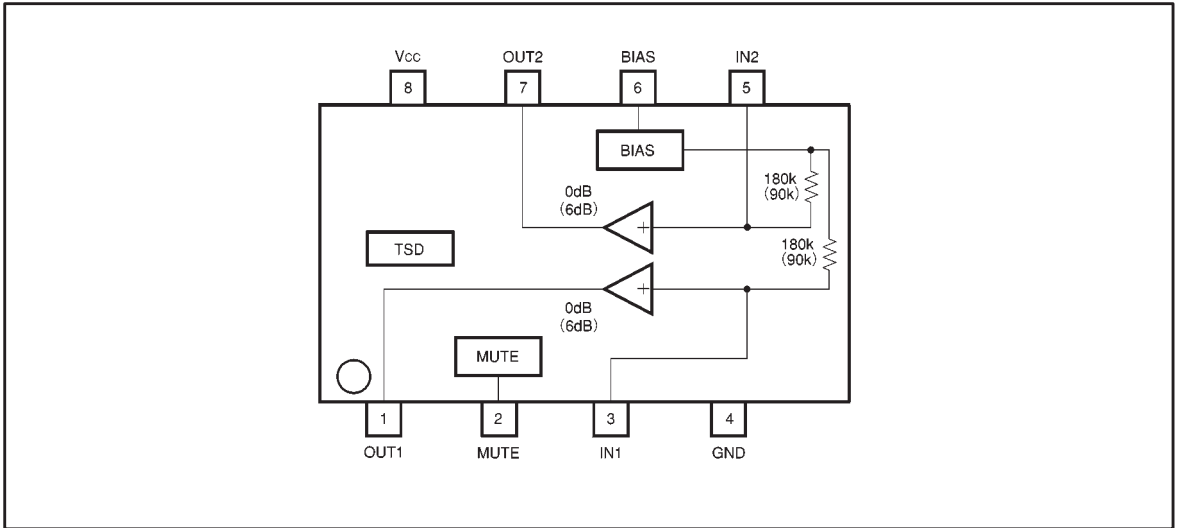 Vcc
OUT2
BIAS
IN2
8
7
6
5
BIAS
180k
(90k)
0dB
(6dB)
TSD
180k
(90k)
0dB
(6dB)
MUTE
1
2
3
4
OUT1
MUTE
IN1
GND